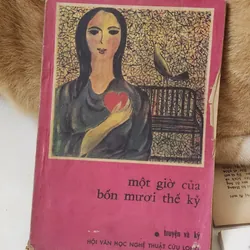 một giờ của
bốn mươi thế kỷ
• truyện và ký
HỘI VĂN HỌC NGHỆ THUẬT CỬU LONG